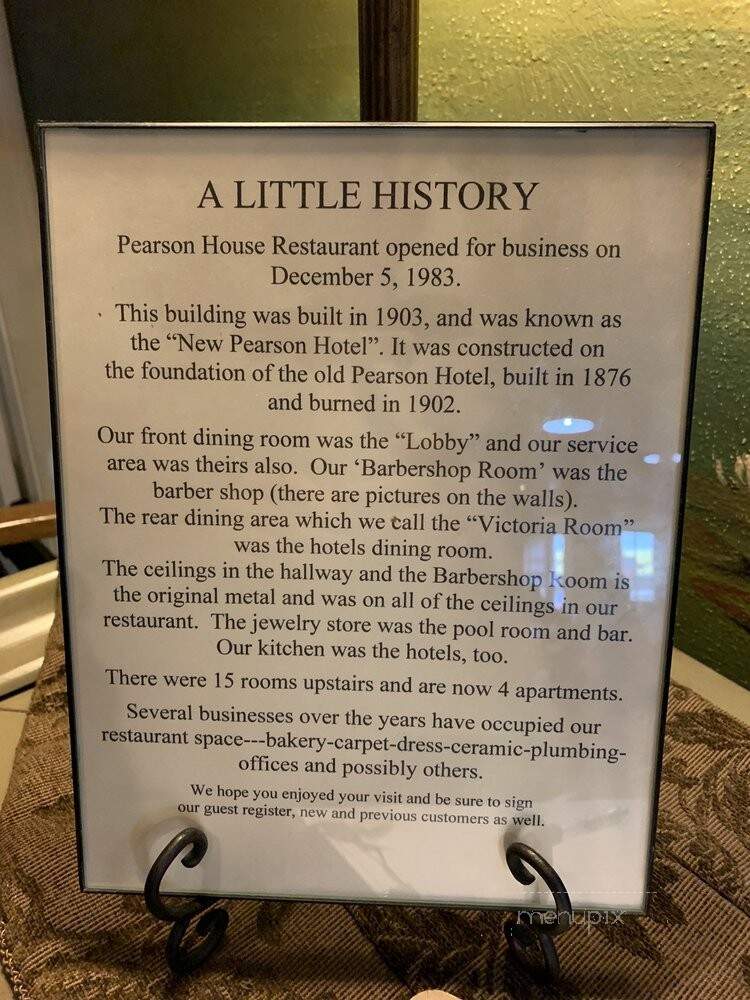 A LITTLE HISTORY
Pearson House Restaurant opened for business on
December 5, 1983.
This building was built in 1903, and was known as
the “New Pearson Hotel”. It was constructed on
the foundation of the old Pearson Hotel, built in 1876
and burned in 1902.
Our front dining room was the “Lobby” and our service
area was theirs also. Our ‘Barbershop Room’ was the
barber shop (there are pictures on the walls).
The rear dining area which we call the “Victoria Room”
was the hotels dining room.
The ceilings in the hallway and the Barbershop Room is
the original metal and was on all of the ceilings in our
restaurant. The jewelry store was the pool room and bar.
Our kitchen was the hotels, too.
There were 15 rooms upstairs and are now 4 apartments.
Several businesses over the years have occupied our
restaurant space---bakery-carpet-dress-ceramic-plumbing-
offices and possibly others.
We hope you enjoyed your visit and be sure to sign
our guest register, new and previous customers as well.
menupix